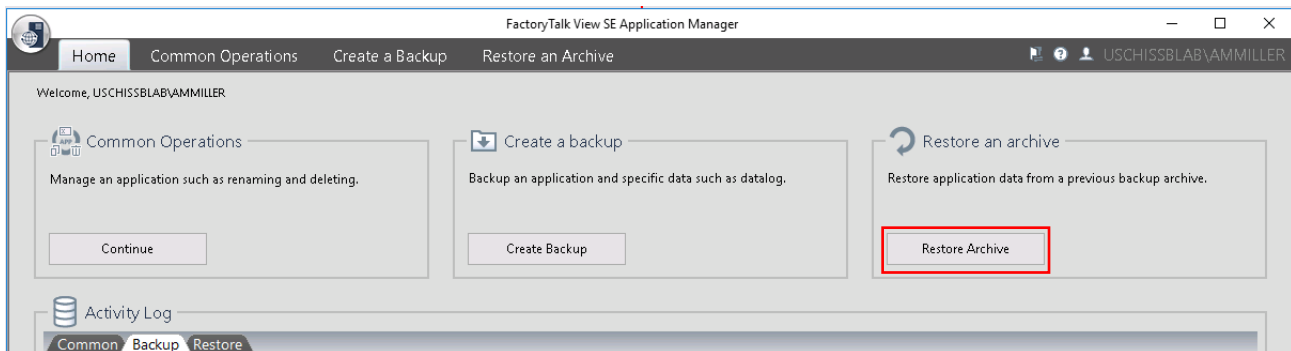 FactoryTalk View SE Application Manager
Home Common Operations Create a Backup Restore an Archive USCHISSBLAB\AMMILLER
Welcome, USCHISSBLAB\AMMILLER
Common Operations
Manage an application such as renaming and deleting.
Continue
Create a backup
Backup an application and specific data such as datalog.
Create Backup
Restore an archive
Restore application data from a previous backup archive.
Restore Archive
Activity Log
Common Backup Restore